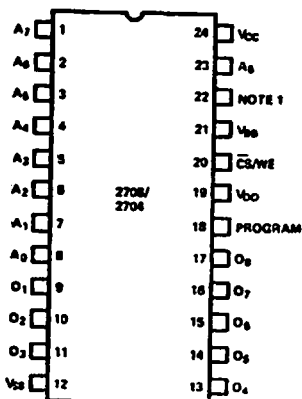 A7 1 24 VCC
A6 2 23 A8
A5 3 22 NOTE 1
A4 4 21 VBB
A3 5 20 C̅S̅/WE
A2 6 19 VDD
2708/
2704
A1 7 18 PROGRAM
A0 8 17 O8
O1 9 16 O7
O2 10 15 O6
O3 11 14 O5
VSS 12 13 O4